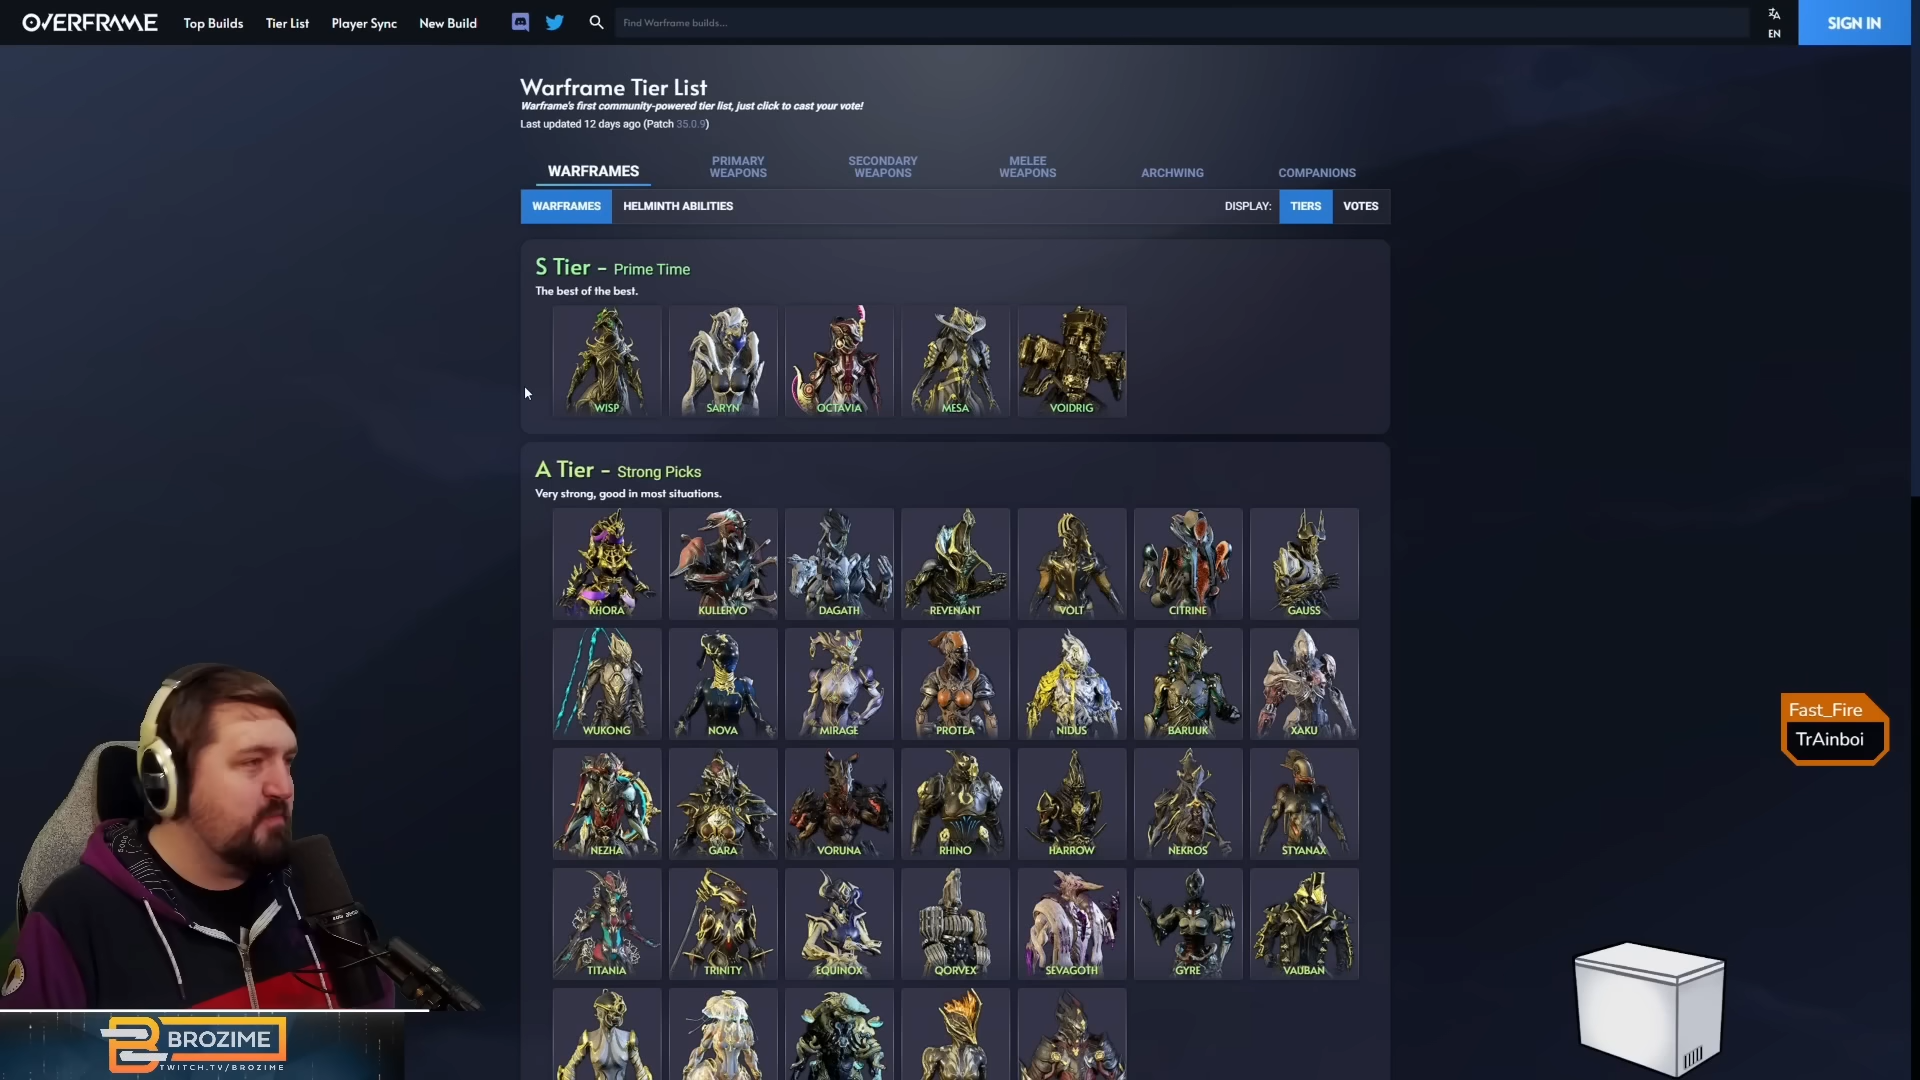 OVERFRAME
Top Builds
Tier List
Player Sync
New Build
Find Warframe builds...
EN
SIGN IN
Warframe Tier List
Warframe's first community-powered tier list, just click to cast your vote!
Last updated 12 days ago (Patch 35.0.9)
WARFRAMES
PRIMARY
WEAPONS
SECONDARY
WEAPONS
MELEE
WEAPONS
ARCHWING
COMPANIONS
WARFRAMES
HELMINTH ABILITIES
DISPLAY:
TIERS
VOTES
S Tier - Prime Time
The best of the best.
WISP
SARYN
OCTAVIA
MESA
VOIDRIG
A Tier - Strong Picks
Very strong, good in most situations.
KHORA
KULLERVO
DAGATH
REVENANT
VOLT
CITRINE
GAUSS
WUKONG
NOVA
MIRAGE
PROTEA
NIDUS
BARUUK
XAKU
NEZHA
GARA
VORUNA
RHINO
HARROW
NEKROS
STYANAX
TITANIA
TRINITY
EQUINOX
QORVEX
SEVAGOTH
GYRE
VAUBAN
Fast_Fire
TrAinboi
BROZIME
TWITCH.TV/BROZIME